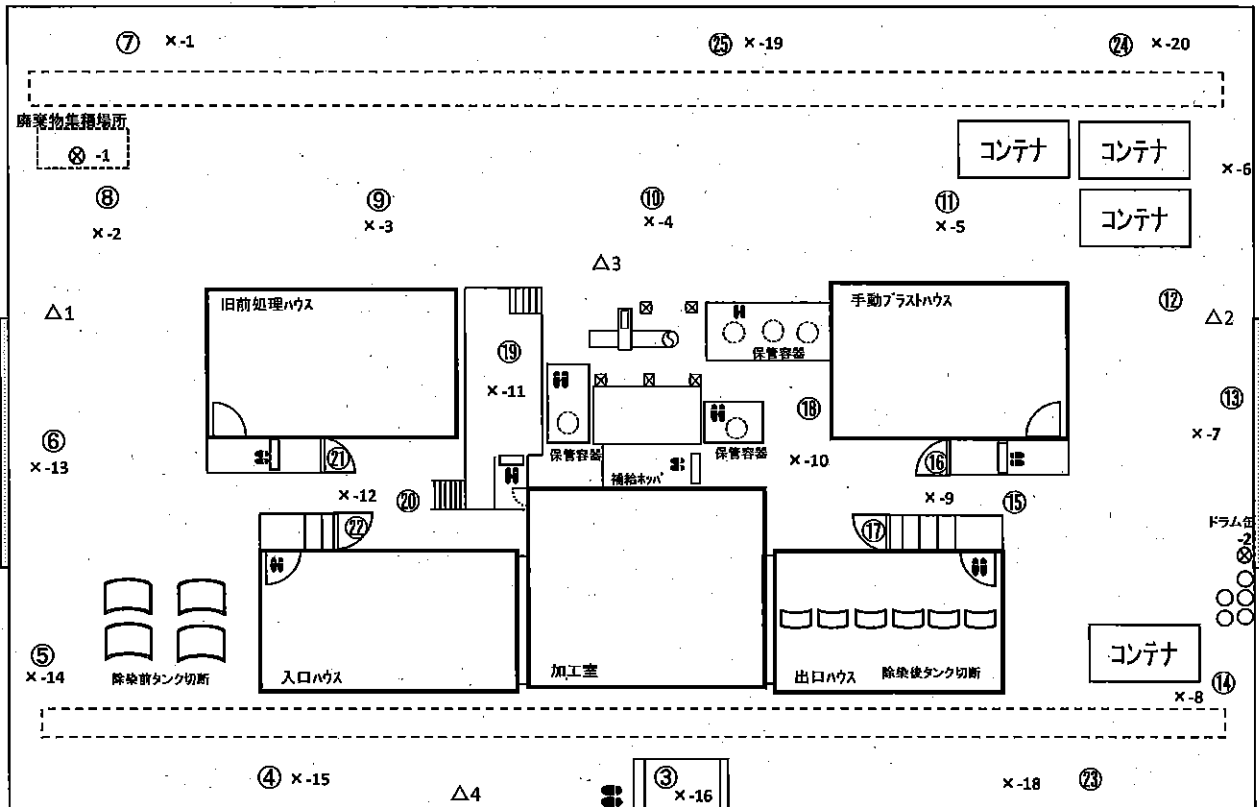 ⑦ ×-1 ㉕ ×-19 ㉔ ×-20
廃棄物集積場所
⊗ -1
コンテナ コンテナ
×-6
⑧ ⑨ ⑩ ⑪
×-2 ×-3 ×-4 ×-5
コンテナ
△3
△1
旧前処理ハウス
手動ブラストハウス
⑫
△2
保管容器
⑲
×-11
⑱
⑬
×-7
⑥
×-13
㉑
保管容器
保管容器
×-10
⑯
補給ホッパ
×-12
⑳
×-9
⑮
㉒
⑰
ドラム缶
-2
⑤
×-14
除染前タンク切断
入口ハウス
加工室
出口ハウス
除染後タンク切断
コンテナ
⑭
×-8
④ ×-15
△4
③
×-16
×-18 ㉓